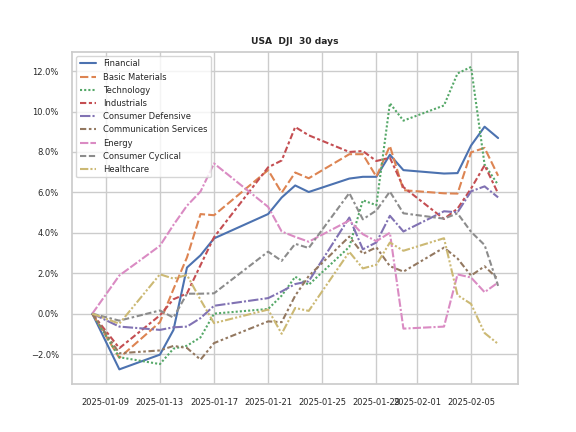 USA DJI 30 days
Financial
Basic Materials
Technology
Industrials
Consumer Defensive
Communication Services
Energy
Consumer Cyclical
Healthcare
12.0%
10.0%
8.0%
6.0%
4.0%
2.0%
0.0%
−2.0%
2025-01-09 2025-01-13 2025-01-17 2025-01-21 2025-01-25 2025-01-29 2025-02-01 2025-02-05